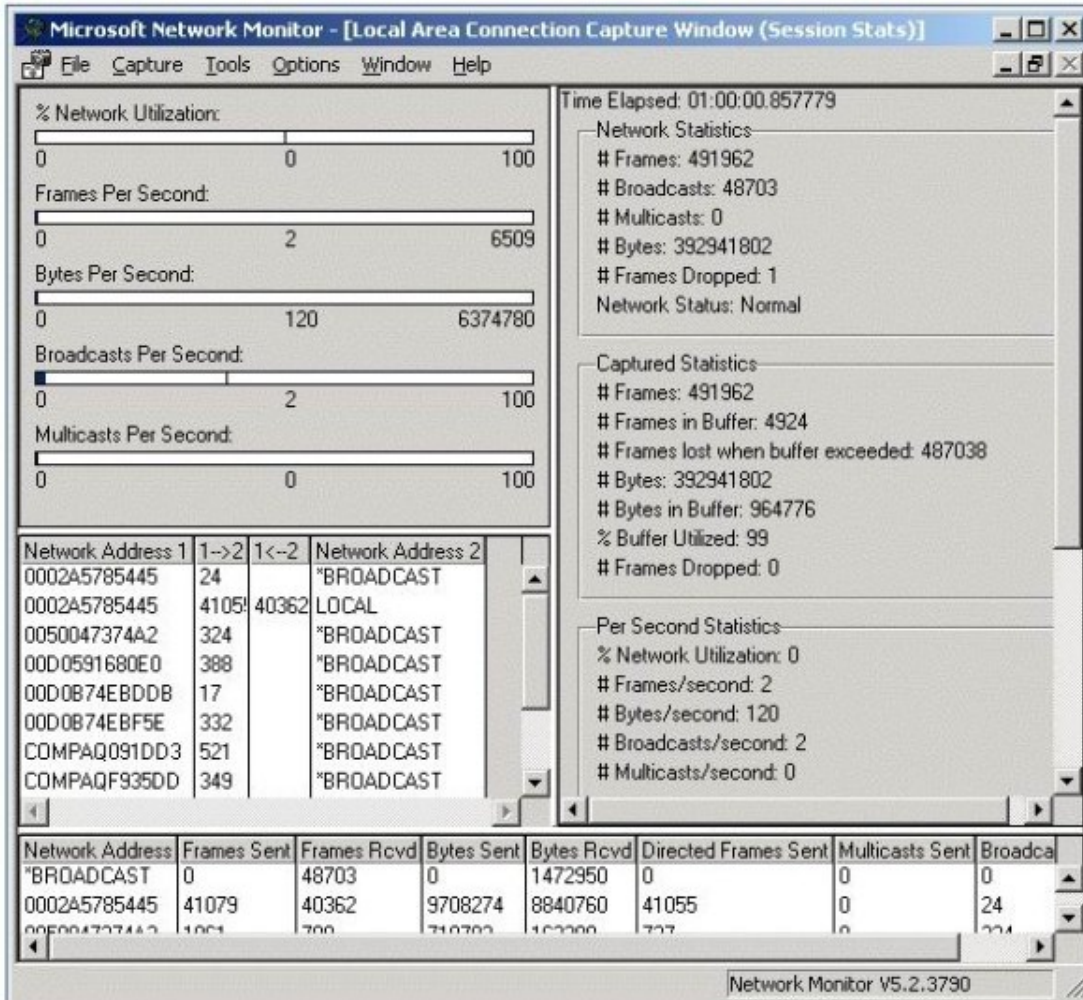 Microsoft Network Monitor - [Local Area Connection Capture Window (Session Stats)]
File Capture Tools Options Window Help
% Network Utilization:
0 0 100
Frames Per Second:
0 2 6509
Bytes Per Second:
0 120 6374780
Broadcasts Per Second:
0 2 100
Multicasts Per Second:
0 0 100
Time Elapsed: 01:00:00.857779
Network Statistics
# Frames: 491962
# Broadcasts: 48703
# Multicasts: 0
# Bytes: 392941802
# Frames Dropped: 1
Network Status: Normal
Captured Statistics
# Frames: 491962
# Frames in Buffer: 4924
# Frames lost when buffer exceeded: 487038
# Bytes: 392941802
# Bytes in Buffer: 964776
% Buffer Utilized: 99
# Frames Dropped: 0
Per Second Statistics
% Network Utilization: 0
# Frames/second: 2
# Bytes/second: 120
# Broadcasts/second: 2
# Multicasts/second: 0
Network Address 1 1-->2 1<--2 Network Address 2
0002A5785445 24 *BROADCAST
0002A5785445 4105 40362 LOCAL
0050047374A2 324 *BROADCAST
00D0591680E0 388 *BROADCAST
00D0B74EBDDB 17 *BROADCAST
00D0B74EBF5E 332 *BROADCAST
COMPAQ091DD3 521 *BROADCAST
COMPAQF935DD 349 *BROADCAST
Network Address Frames Sent Frames Rcvd Bytes Sent Bytes Rcvd Directed Frames Sent Multicasts Sent Broadca
*BROADCAST 0 48703 0 1472950 0 0 0
0002A5785445 41079 40362 9708274 8840760 41055 0 24
Network Monitor V5.2.3790